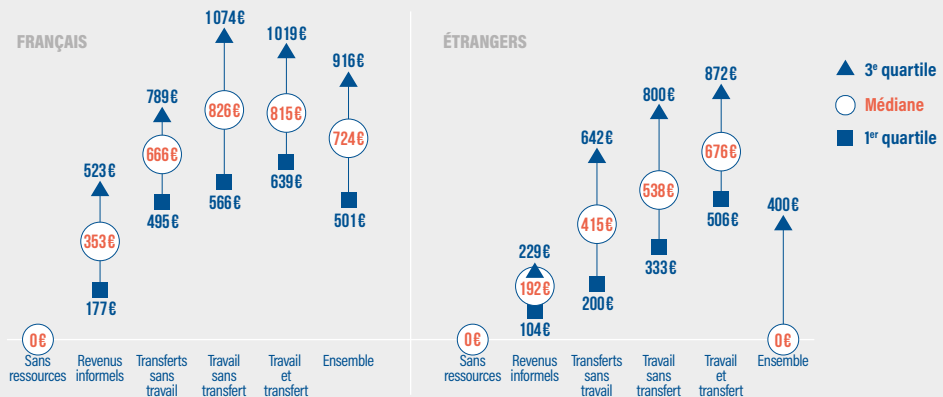 FRANÇAIS
1074€
1019€
916€
789€
826€
815€
724€
666€
523€
639€
566€
495€
501€
353€
177€
0€
Sans
ressources
Revenus
informels
Transferts
sans
travail
Travail
sans
transfert
Travail
et
transfert
Ensemble
ÉTRANGERS
872€
800€
642€
676€
538€
506€
415€
400€
333€
229€
192€
200€
104€
0€
0€
Sans
ressources
Revenus
informels
Transferts
sans
travail
Travail
sans
transfert
Travail
et
transfert
Ensemble
3e quartile
Médiane
1er quartile